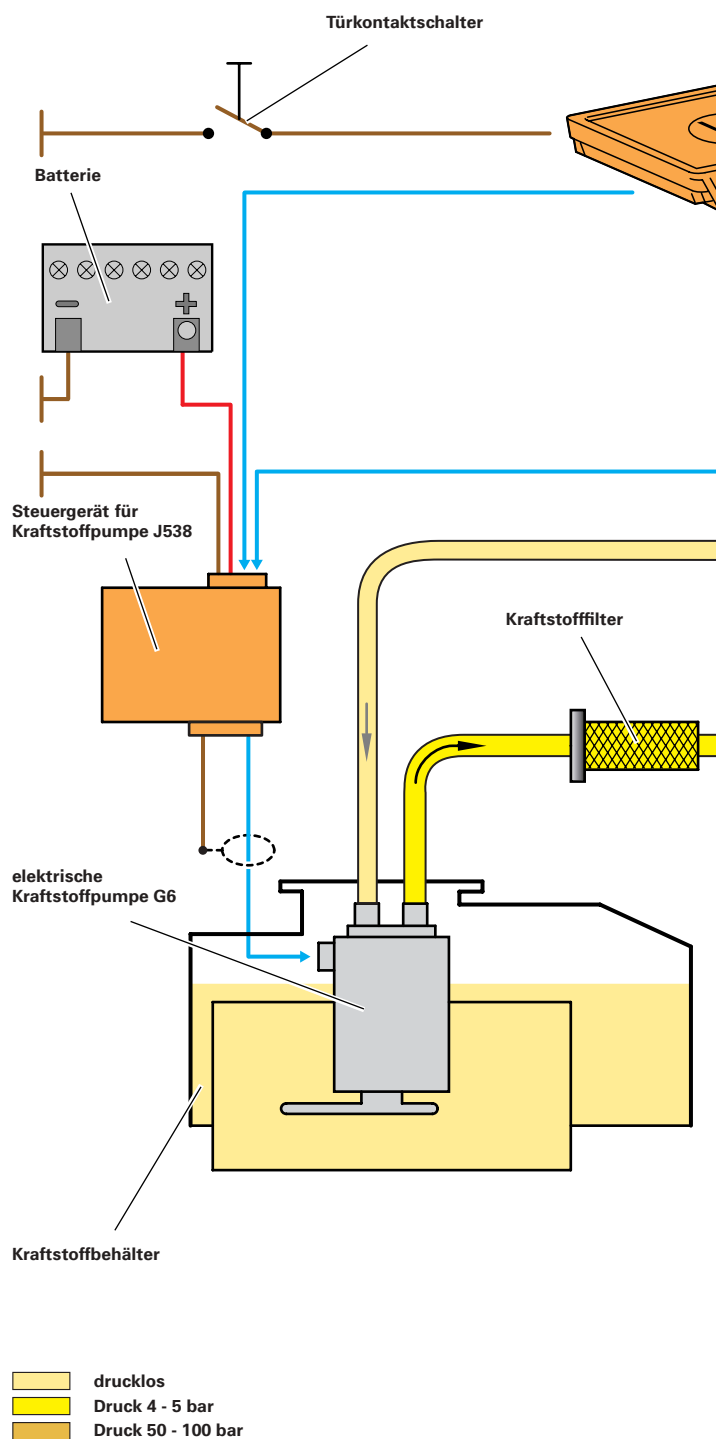 Türkontaktschalter
Batterie
Steuergerät für
Kraftstoffpumpe J538
Kraftstofffilter
elektrische
Kraftstoffpumpe G6
Kraftstoffbehälter
drucklos
Druck 4 - 5 bar
Druck 50 - 100 bar